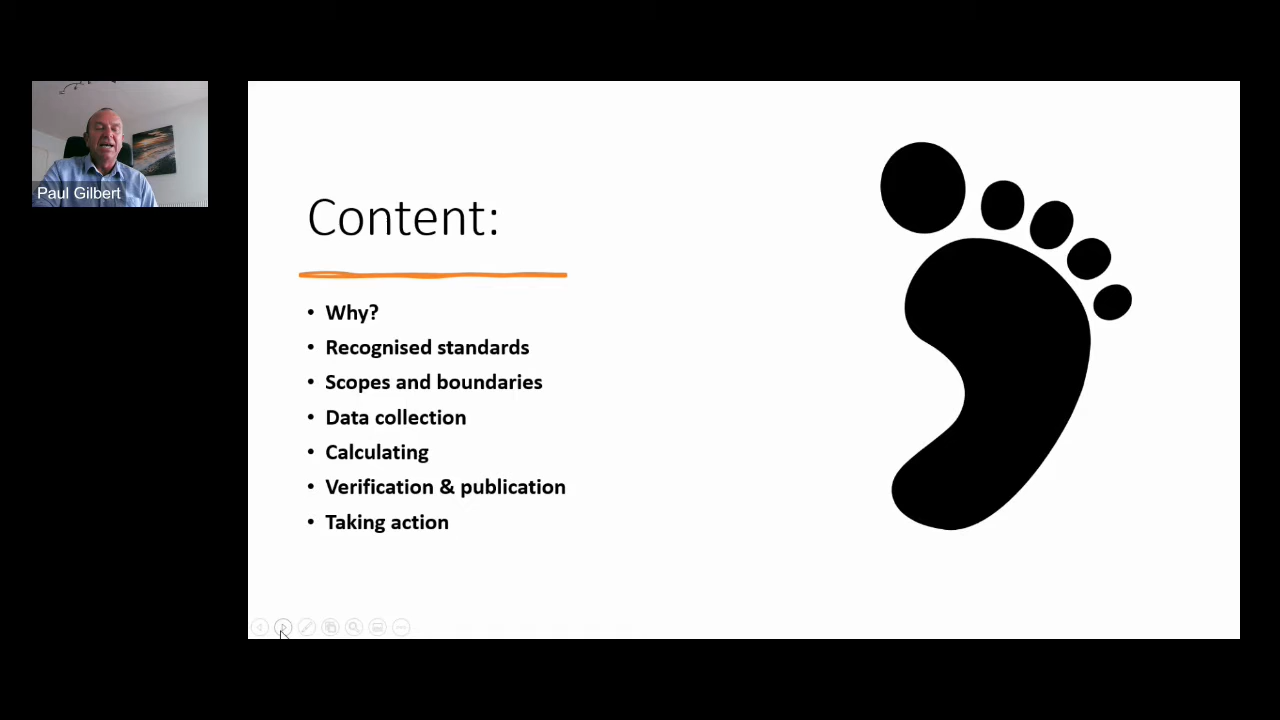 Paul Gilbert
Content:
• Why?
• Recognised standards
• Scopes and boundaries
• Data collection
• Calculating
• Verification & publication
• Taking action